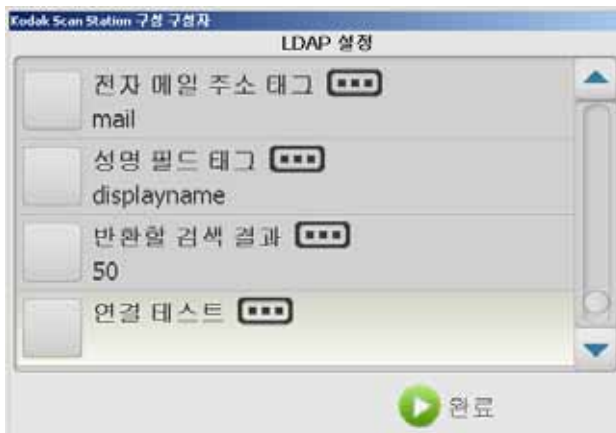 Kodak Scan Station 구성 구성자
LDAP 설정
전자 메일 주소 태그
mail
성명 필드 태그
displayname
반환할 검색 결과
50
연결 테스트
완료